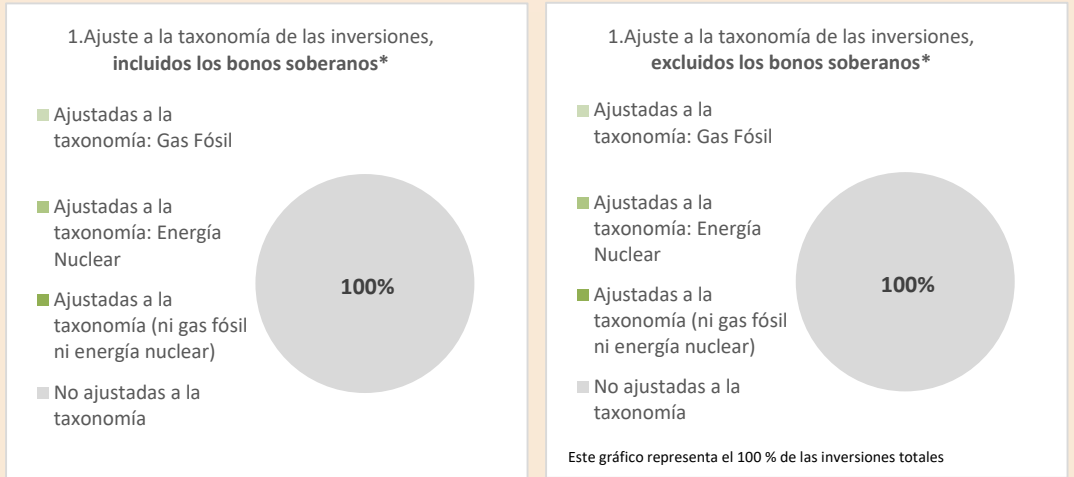 1.Ajuste a la taxonomía de las inversiones,
incluidos los bonos soberanos*
Ajustadas a la
taxonomía: Gas Fósil
Ajustadas a la
taxonomía: Energía
Nuclear
Ajustadas a la
taxonomía (ni gas fósil
ni energía nuclear)
No ajustadas a la
taxonomía
100%
1.Ajuste a la taxonomía de las inversiones,
excluidos los bonos soberanos*
Ajustadas a la
taxonomía: Gas Fósil
Ajustadas a la
taxonomía: Energía
Nuclear
Ajustadas a la
taxonomía (ni gas fósil
ni energía nuclear)
No ajustadas a la
taxonomía
100%
Este gráfico representa el 100 % de las inversiones totales